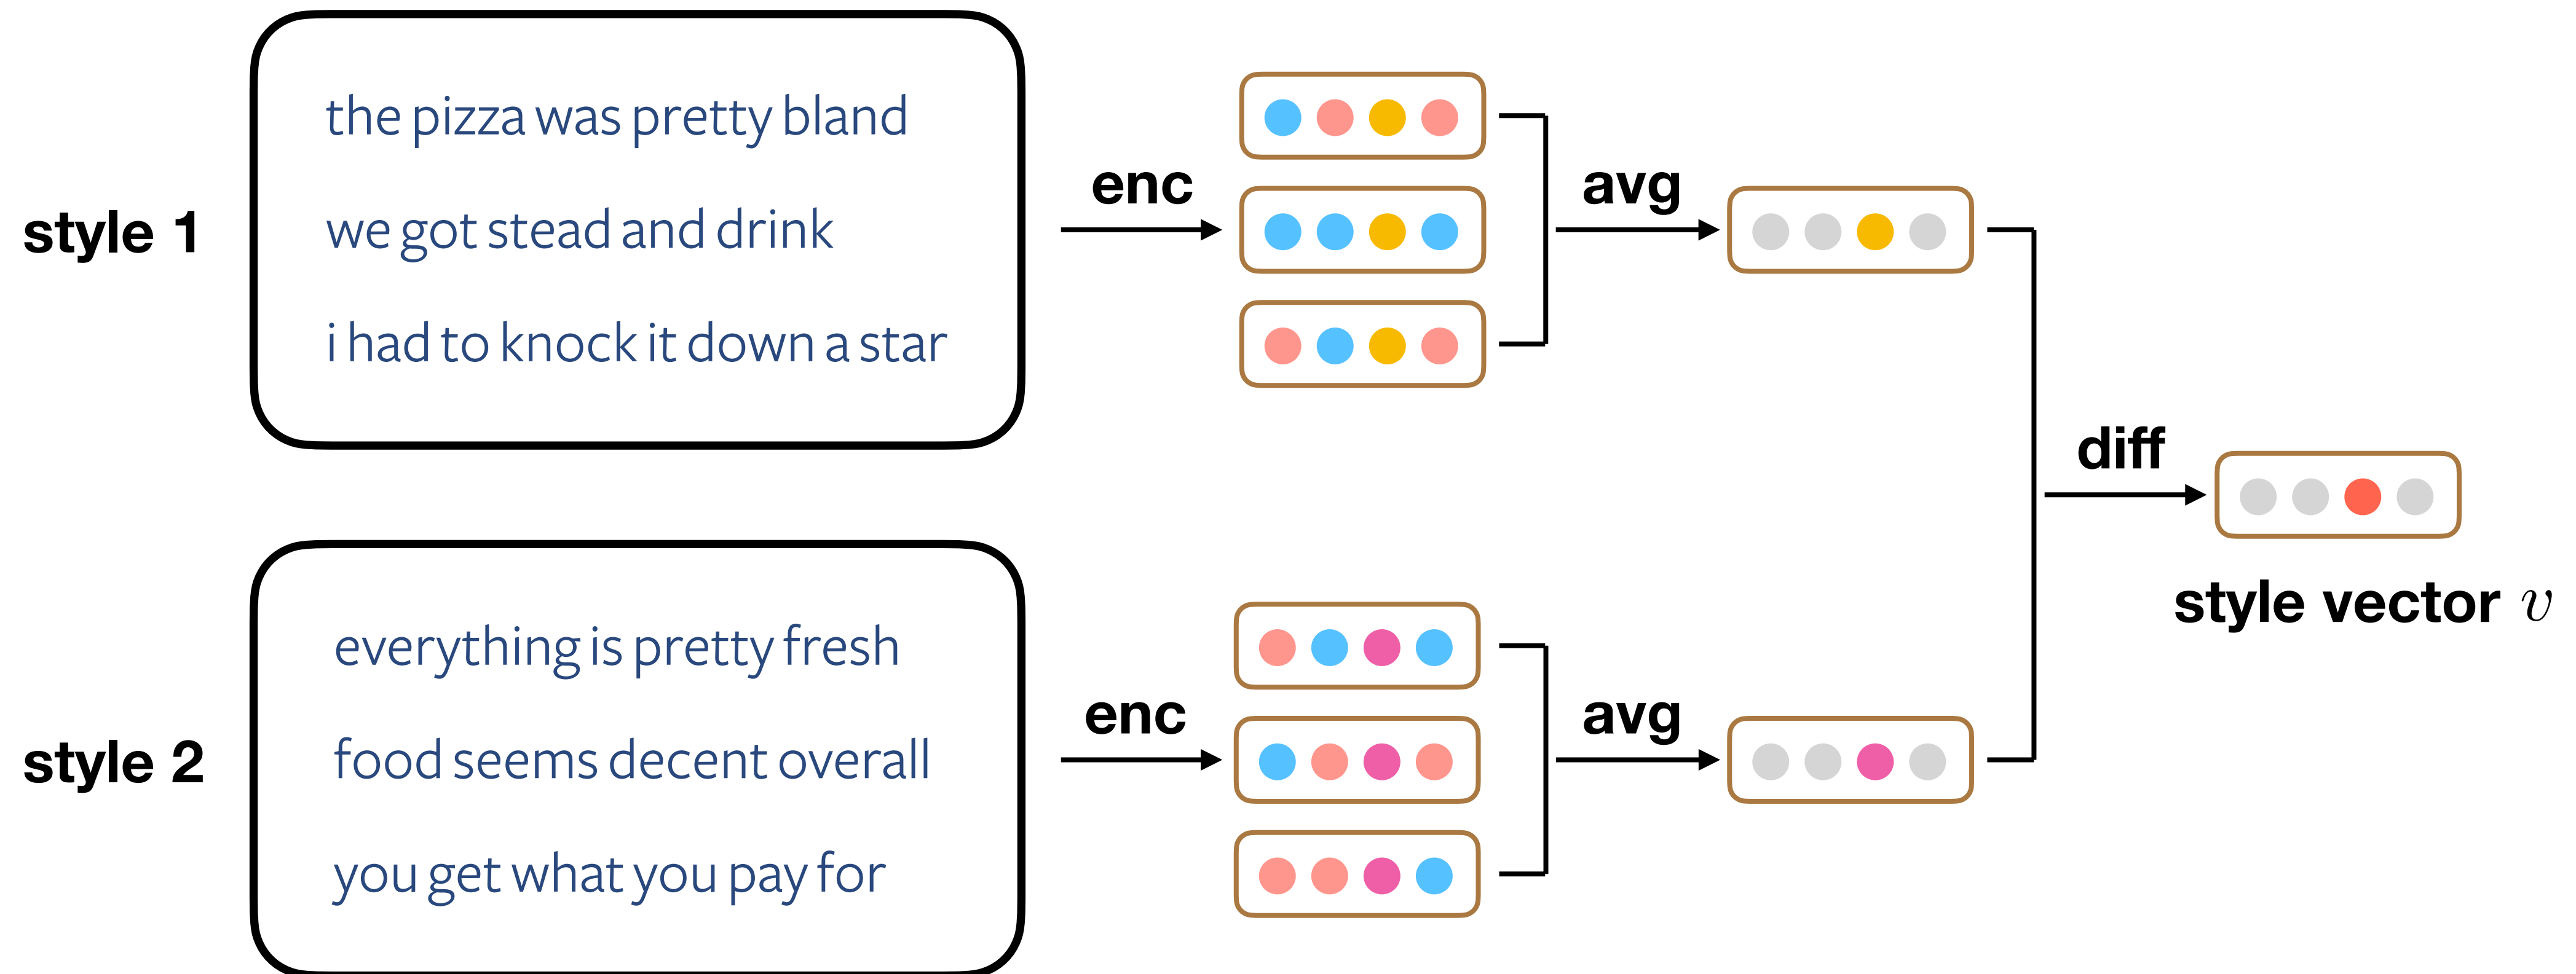 style 1
the pizza was pretty bland
we got stead and drink
i had to knock it down a star
enc
avg
diff
style vector v
style 2
everything is pretty fresh
food seems decent overall
you get what you pay for
enc
avg